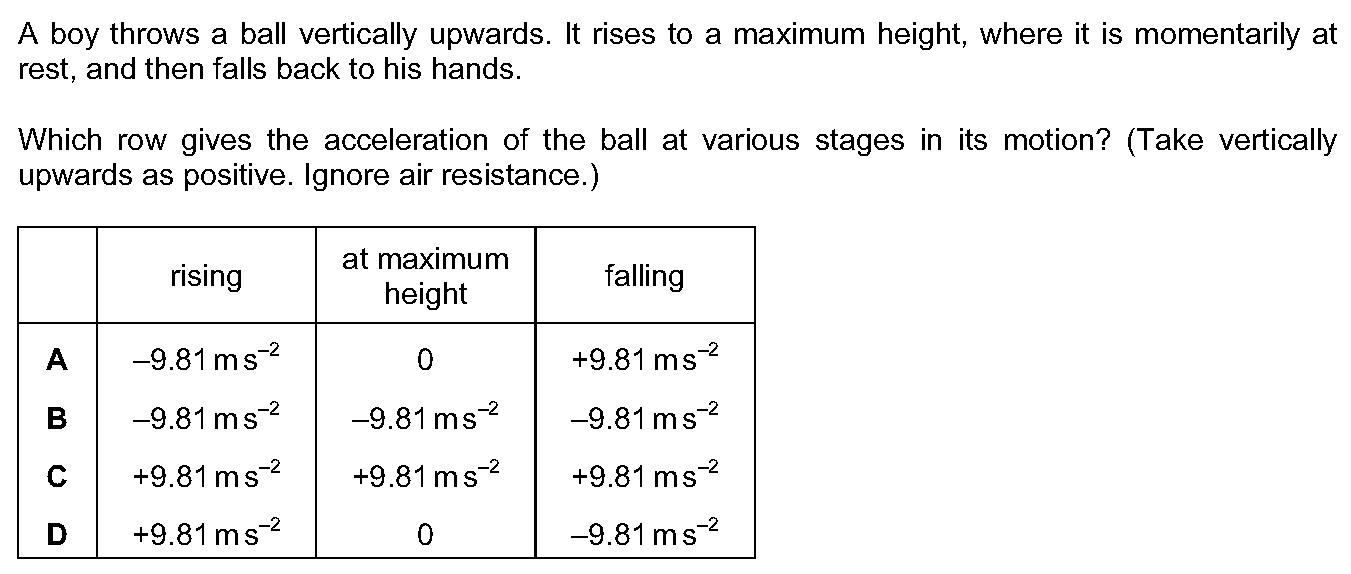 A boy throws a ball vertically upwards. It rises to a maximum height, where it is momentarily at
rest, and then falls back to his hands.
Which row gives the acceleration of the ball at various stages in its motion? (Take vertically
upwards as positive. Ignore air resistance.)
rising at maximum height falling
A –9.81 m s⁻² 0 +9.81 m s⁻²
B –9.81 m s⁻² –9.81 m s⁻² –9.81 m s⁻²
C +9.81 m s⁻² +9.81 m s⁻² +9.81 m s⁻²
D +9.81 m s⁻² 0 –9.81 m s⁻²